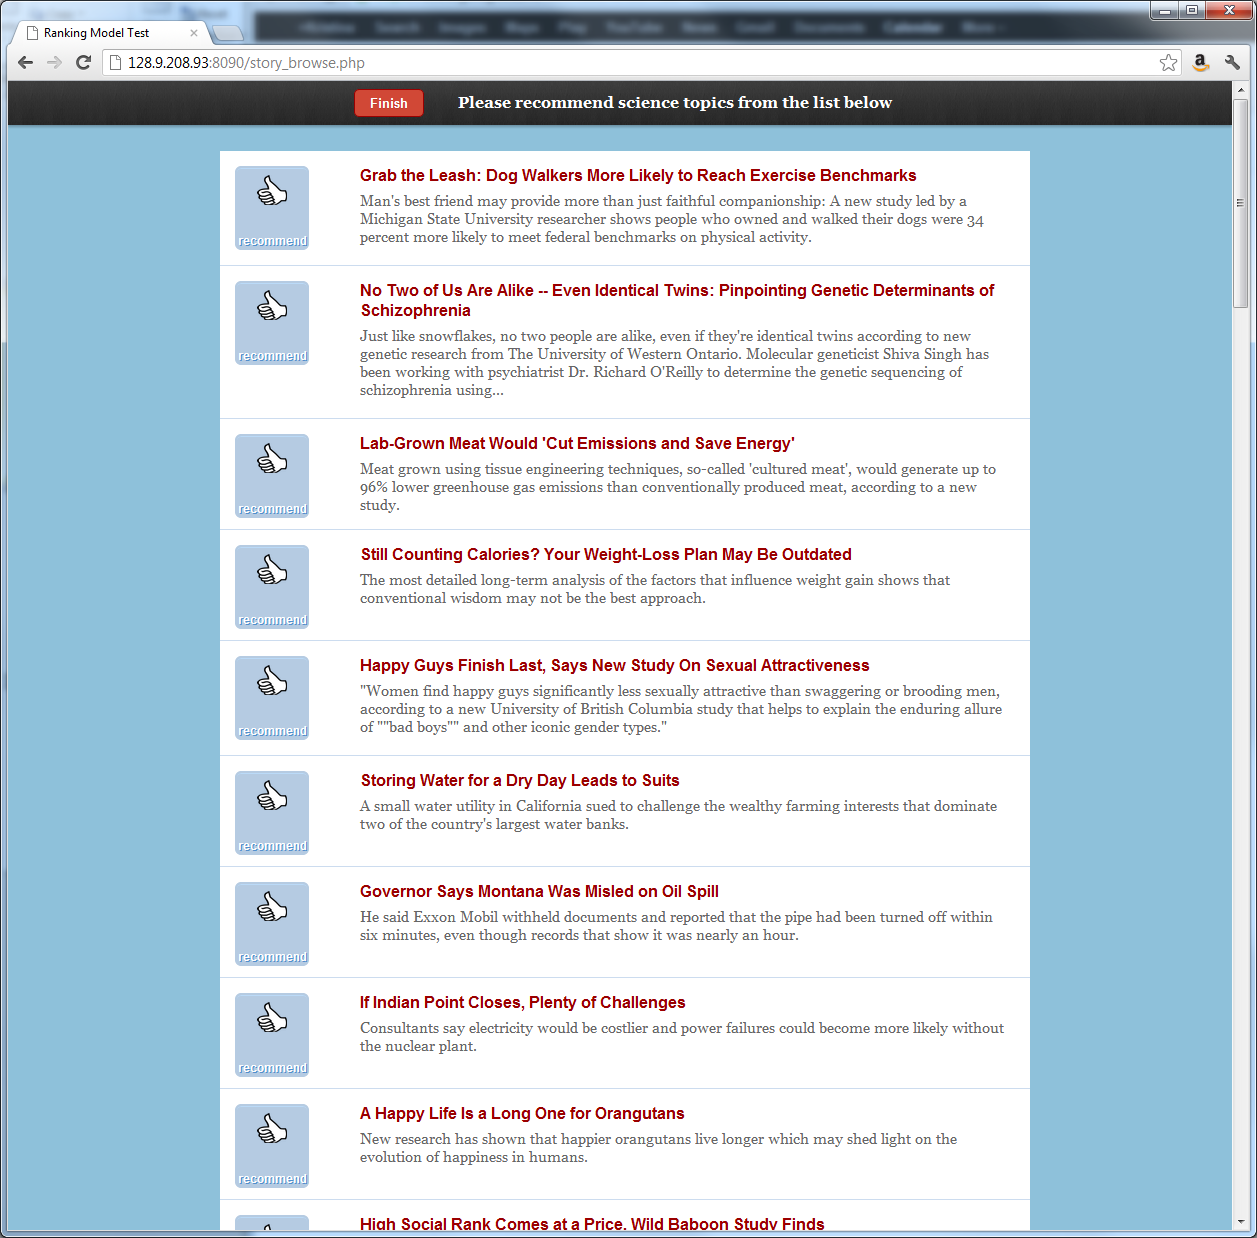 +Kristina Search Images Maps Play YouTube News Gmail Documents Calendar More
Ranking Model Test
128.9.208.93:8090/story_browse.php
Finish
Please recommend science topics from the list below
recommend
Grab the Leash: Dog Walkers More Likely to Reach Exercise Benchmarks
Man's best friend may provide more than just faithful companionship: A new study led by a
Michigan State University researcher shows people who owned and walked their dogs were 34
percent more likely to meet federal benchmarks on physical activity.
recommend
No Two of Us Are Alike -- Even Identical Twins: Pinpointing Genetic Determinants of
Schizophrenia
Just like snowflakes, no two people are alike, even if they're identical twins according to new
genetic research from The University of Western Ontario. Molecular geneticist Shiva Singh has
been working with psychiatrist Dr. Richard O'Reilly to determine the genetic sequencing of
schizophrenia using...
recommend
Lab-Grown Meat Would 'Cut Emissions and Save Energy'
Meat grown using tissue engineering techniques, so-called 'cultured meat', would generate up to
96% lower greenhouse gas emissions than conventionally produced meat, according to a new
study.
recommend
Still Counting Calories? Your Weight-Loss Plan May Be Outdated
The most detailed long-term analysis of the factors that influence weight gain shows that
conventional wisdom may not be the best approach.
recommend
Happy Guys Finish Last, Says New Study On Sexual Attractiveness
"Women find happy guys significantly less sexually attractive than swaggering or brooding men,
according to a new University of British Columbia study that helps to explain the enduring allure
of ""bad boys"" and other iconic gender types."
recommend
Storing Water for a Dry Day Leads to Suits
A small water utility in California sued to challenge the wealthy farming interests that dominate
two of the country's largest water banks.
recommend
Governor Says Montana Was Misled on Oil Spill
He said Exxon Mobil withheld documents and reported that the pipe had been turned off within
six minutes, even though records that show it was nearly an hour.
recommend
If Indian Point Closes, Plenty of Challenges
Consultants say electricity would be costlier and power failures could become more likely without
the nuclear plant.
recommend
A Happy Life Is a Long One for Orangutans
New research has shown that happier orangutans live longer which may shed light on the
evolution of happiness in humans.
High Social Rank Comes at a Price, Wild Baboon Study Finds